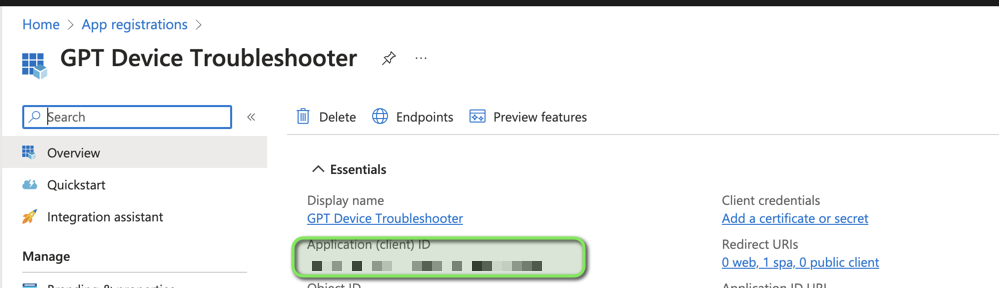 Home > App registrations >
GPT Device Troubleshooter ...
Search «
Delete Endpoints Preview features
Overview
Quickstart
Integration assistant
Manage
Essentials
Display name
GPT Device Troubleshooter
Application (client) ID
Object ID
Client credentials
Add a certificate or secret
Redirect URIs
0 web, 1 spa, 0 public client
Application ID URI